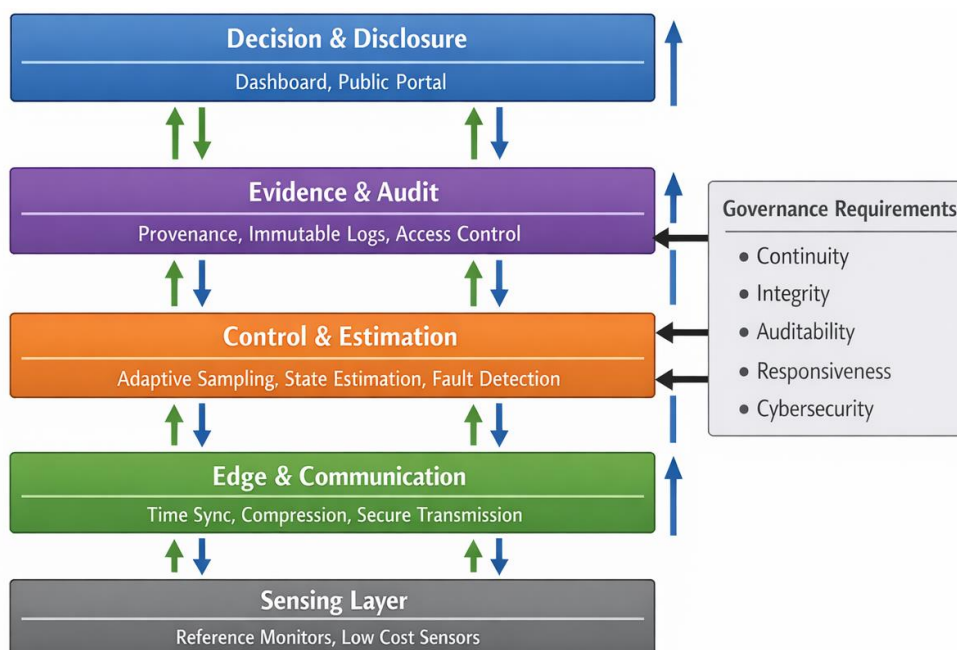 Decision & Disclosure
Dashboard, Public Portal
Evidence & Audit
Provenance, Immutable Logs, Access Control
Control & Estimation
Adaptive Sampling, State Estimation, Fault Detection
Edge & Communication
Time Sync, Compression, Secure Transmission
Sensing Layer
Reference Monitors, Low Cost Sensors
Governance Requirements
• Continuity
• Integrity
• Auditability
• Responsiveness
• Cybersecurity